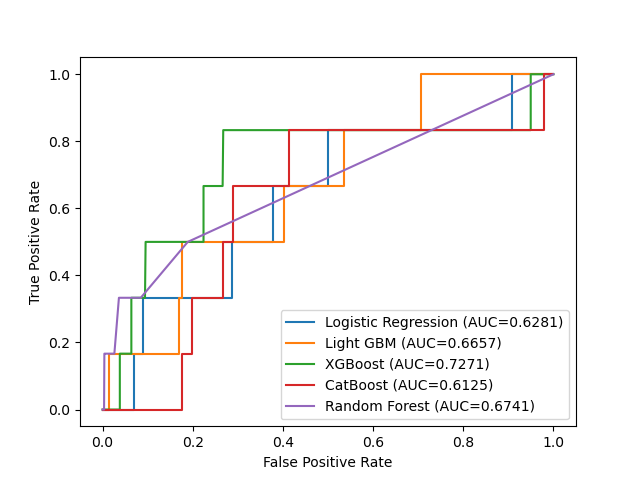 1.0
0.8
0.6
0.4
0.2
0.0
True Positive Rate
Logistic Regression (AUC=0.6281)
Light GBM (AUC=0.6657)
XGBoost (AUC=0.7271)
CatBoost (AUC=0.6125)
Random Forest (AUC=0.6741)
0.0 0.2 0.4 0.6 0.8 1.0
False Positive Rate